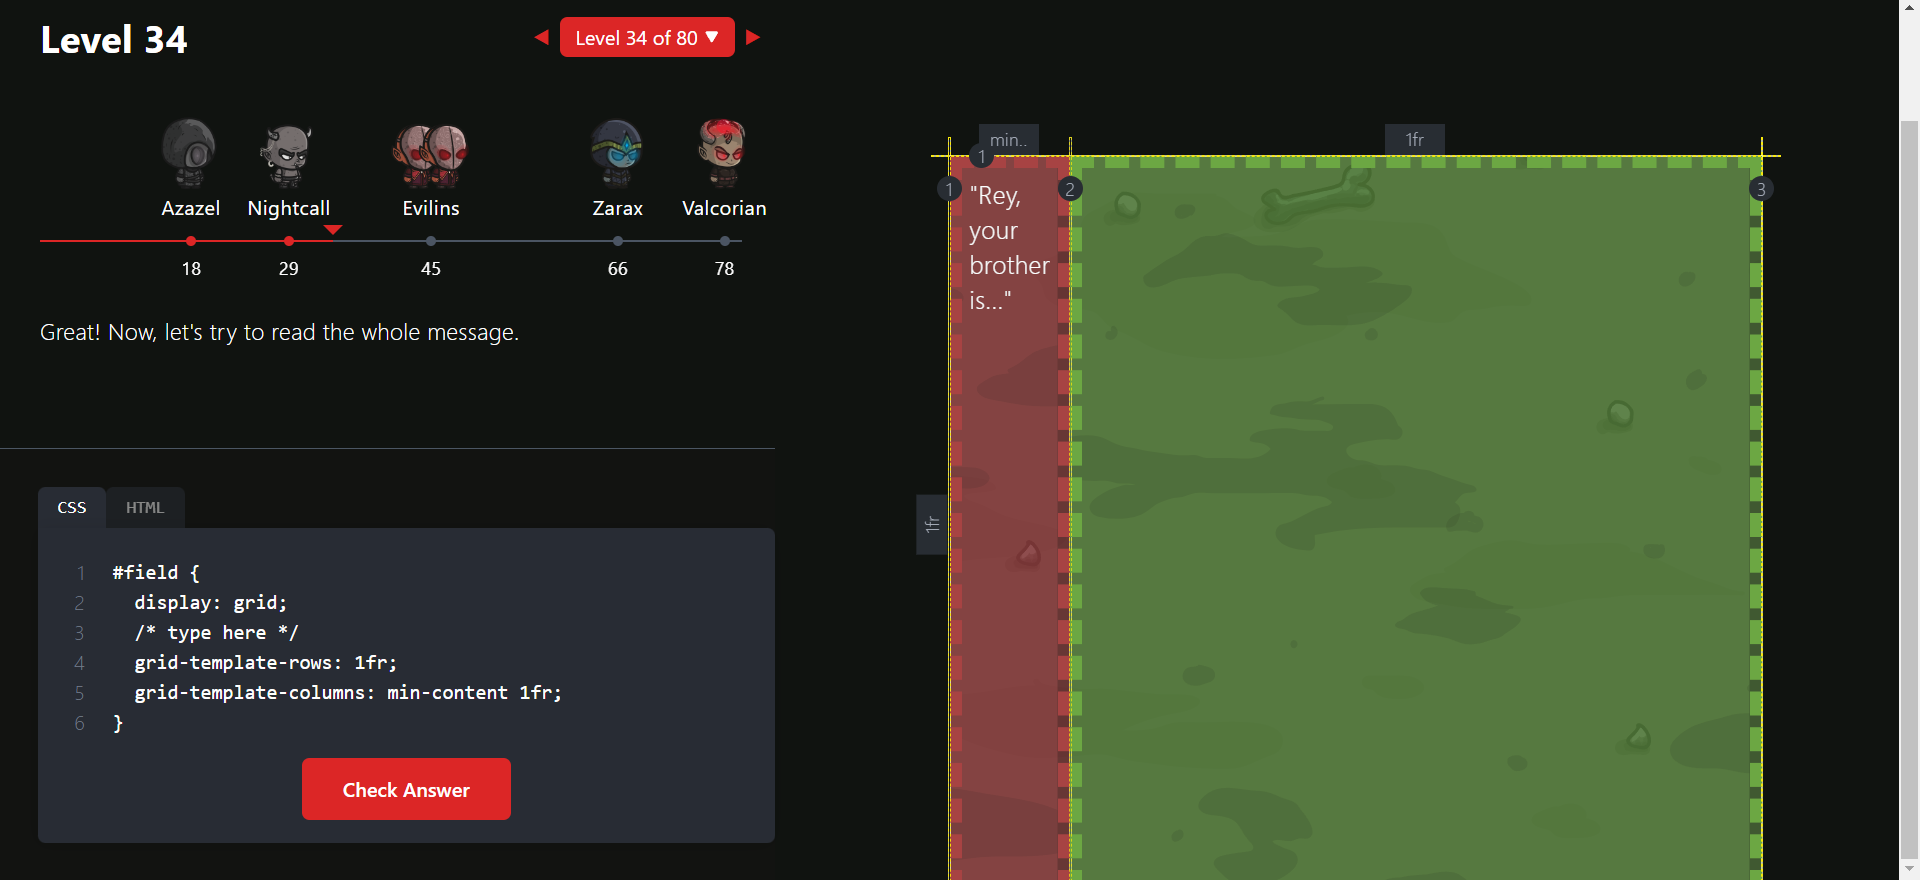 Level 34
Level 34 of 80 ▼
Azazel Nightcall Evilins Zarax Valcorian
18 29 45 66 78
Great! Now, let's try to read the whole message.
CSS HTML
1 #field {
2 display: grid;
3 /* type here */
4 grid-template-rows: 1fr;
5 grid-template-columns: min-content 1fr;
6 }
Check Answer
min.. 1fr
1
1 2 3
"Rey,
your
brother
is..."
1fr